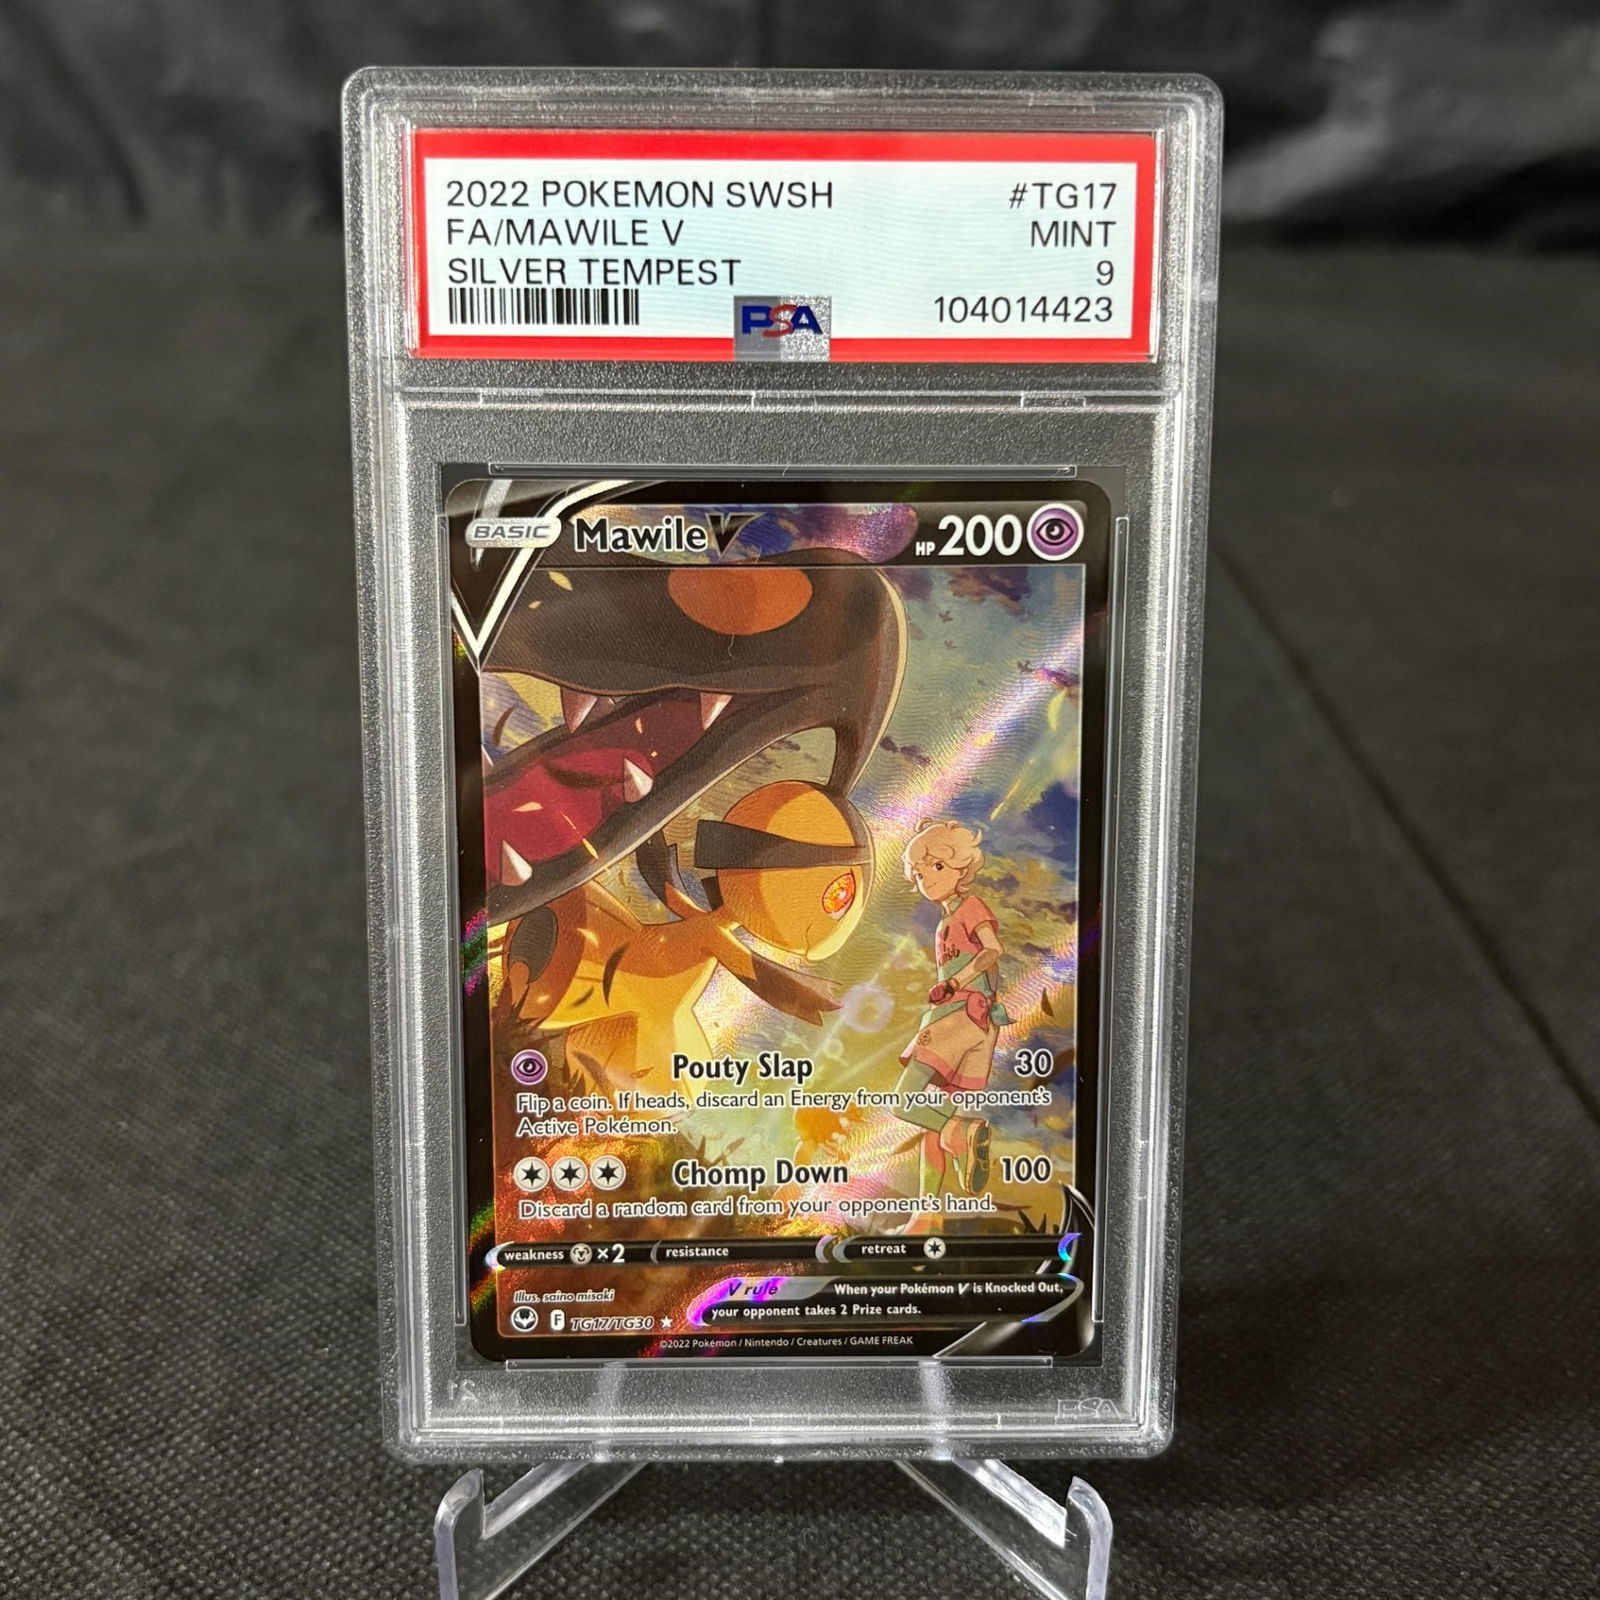 2022 POKEMON SWSH #TG17
FA/MAWILE V MINT
SILVER TEMPEST 9
PSA 104014423
BASIC Mawile V HP 200
Pouty Slap 30
Flip a coin. If heads, discard an Energy from your opponent's
Active Pokémon.
Chomp Down 100
Discard a random card from your opponent's hand.
weakness ×2 resistance retreat
V rule When your Pokémon V is Knocked Out,
your opponent takes 2 Prize cards.
Illus. saino misaki
F TG17/TG30
©2022 Pokémon / Nintendo / Creatures / GAME FREAK
PSA